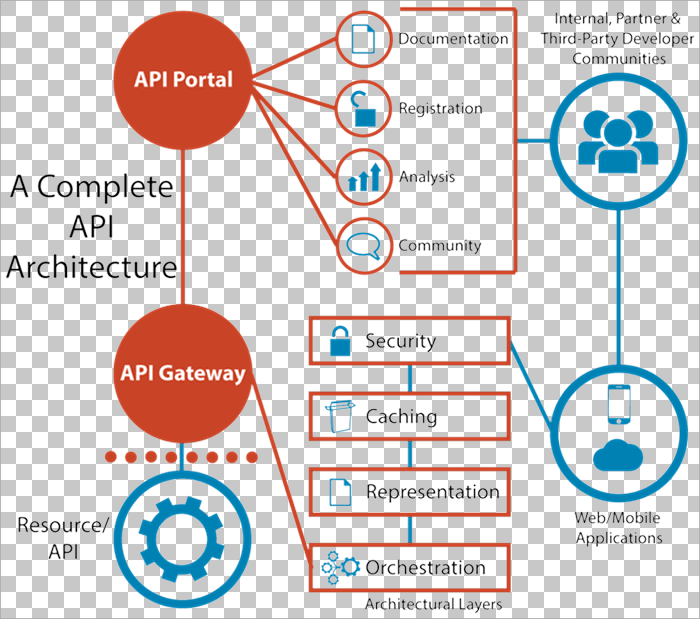 API Portal
Documentation
Registration
Analysis
Community
Internal, Partner &
Third-Party Developer
Communities
A Complete
API
Architecture
API Gateway
Security
Caching
Representation
Orchestration
Architectural Layers
Resource/
API
Web/Mobile
Applications